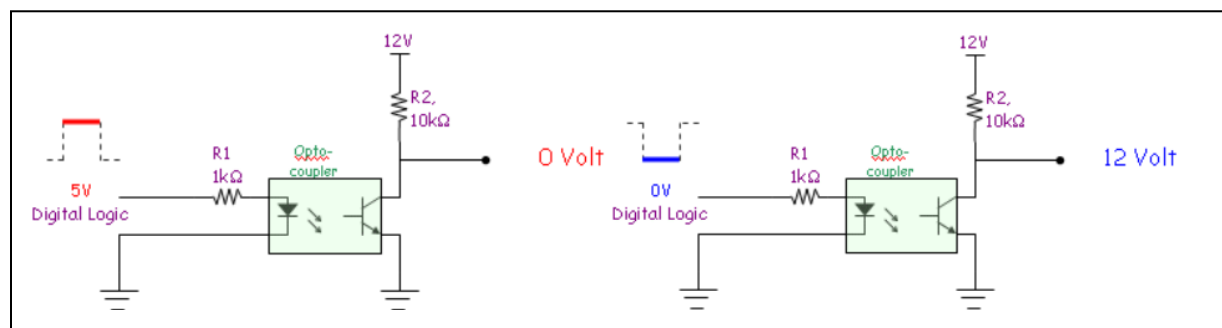 12V
R2,
10kΩ
R1
1kΩ
Opto-
coupler
0 Volt
5V
Digital Logic
12V
R2,
10kΩ
R1
1kΩ
Opto-
coupler
12 Volt
0V
Digital Logic